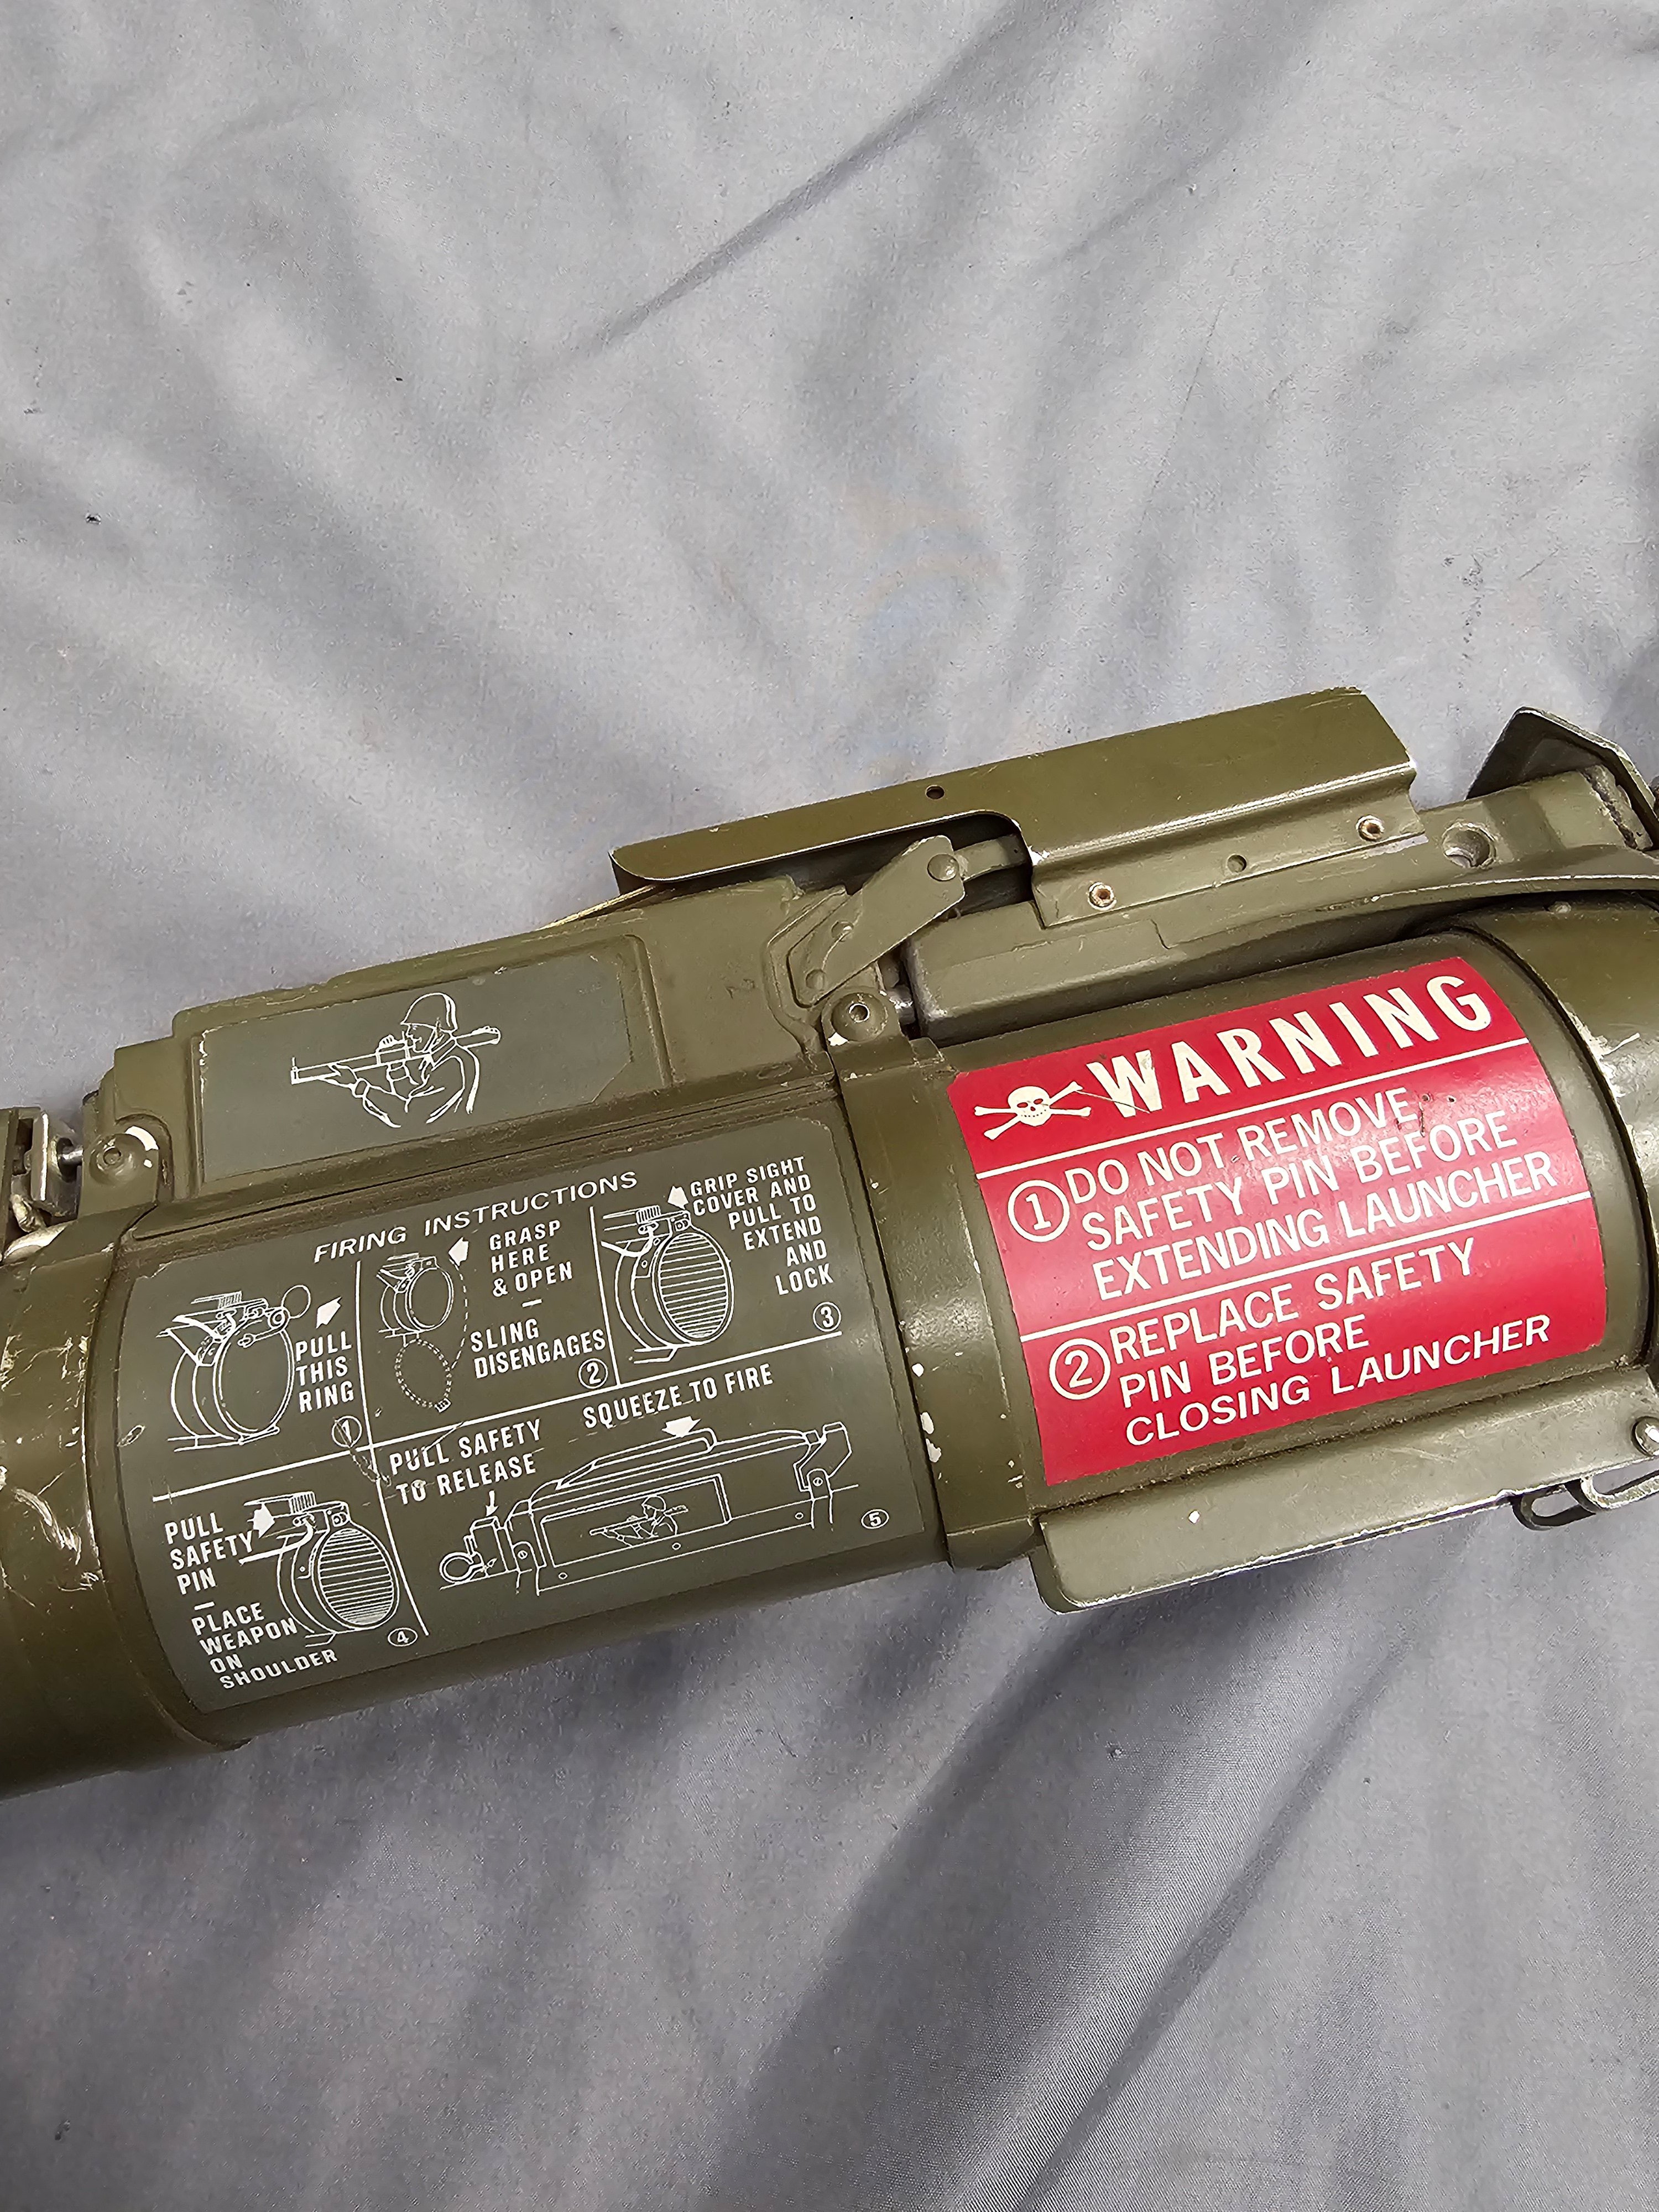 FIRING INSTRUCTIONS
PULL
THIS
RING
1
GRASP
HERE
& OPEN
–
SLING
DISENGAGES
2
GRIP SIGHT
COVER AND
PULL TO
EXTEND
AND
LOCK
3
PULL
SAFETY
PIN
–
PLACE
WEAPON
ON
SHOULDER
4
PULL SAFETY
TO RELEASE
SQUEEZE TO FIRE
5
WARNING
1 DO NOT REMOVE
SAFETY PIN BEFORE
EXTENDING LAUNCHER
2 REPLACE SAFETY
PIN BEFORE
CLOSING LAUNCHER